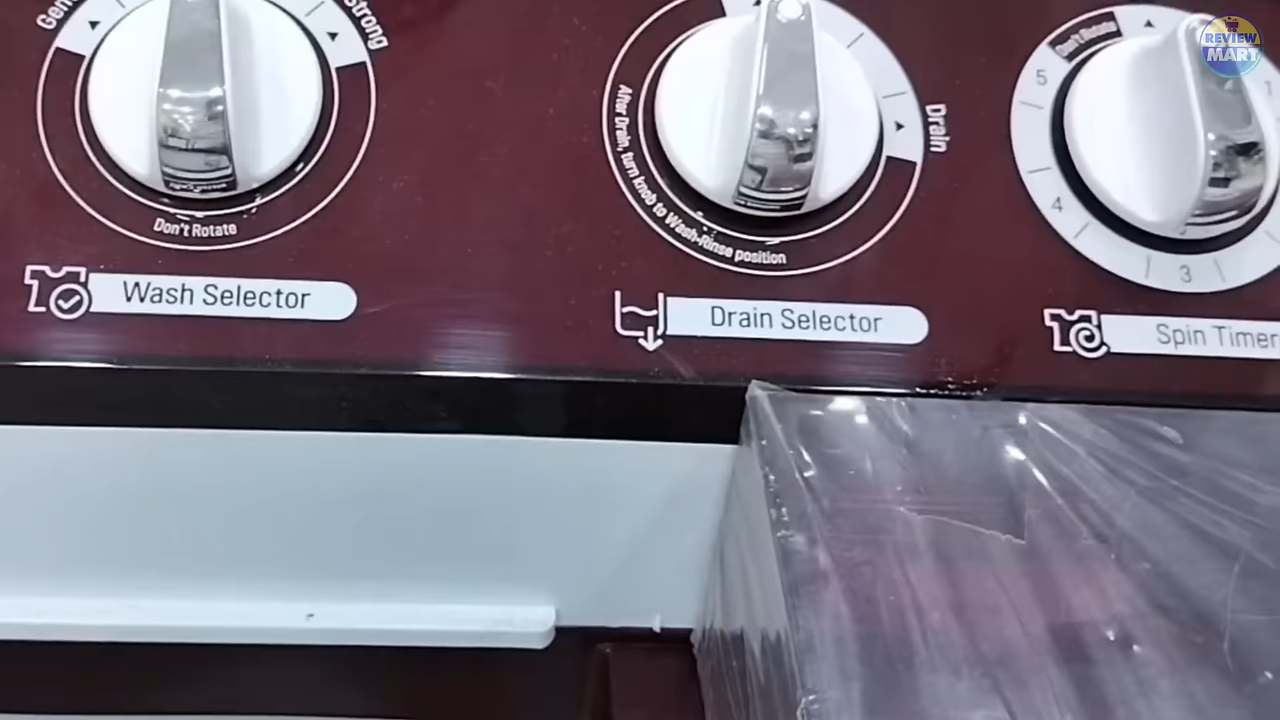 Strong
Don't Rotate
Wash Selector
Drain
After Drain, turn knob to Wash-Rinse position
Drain Selector
Don't Rotate
1
3
4
5
Spin Timer
REVIEW
MART